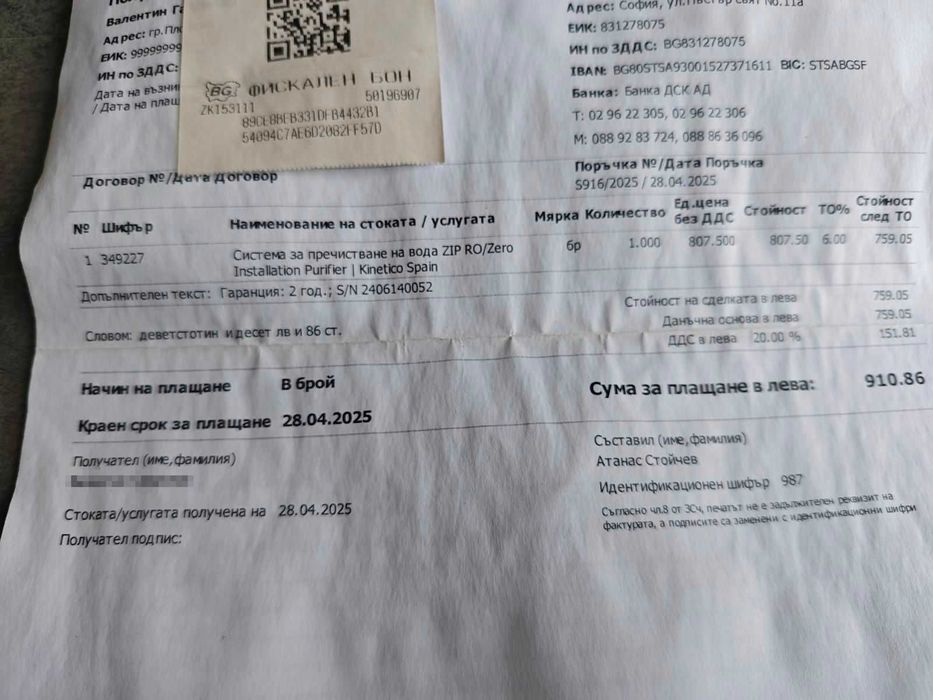 Валентин
Адрес: гр.
ЕИК: 99999999
ИН по ЗДДС:
Дата на
/ Дата на
BG ФИСКАЛЕН БОН
ZK153111 50196907
89CE8BEB331DFB4432B1
54094C7AE6D2082FF57D
Адрес: София,
ЕИК: 831278075
ИН по ЗДДС: BG831278075
IBAN: BG80STSA93001527371611 BIC: STSABGSF
Банка: Банка ДСК АД
Т: 02 96 22 305, 02 96 22 306
М: 088 92 83 724, 088 86 36 096
Договор №/Дата договор
Поръчка №/Дата Поръчка
S916/2025 / 28.04.2025
№ Шифър Наименование на стоката / услугата Мярка Количество Ед.цена без ДДС Стойност ТО% Стойност след ТО
1 349227 Система за пречистване на вода ZIP RO/Zero бр 1.000 807.500 807.50 6.00 759.05
Installation Purifier | Kinetico Spain
Допълнителен текст: Гаранция: 2 год.; S/N 2406140052
Стойност на сделката в лева 759.05
Данъчна основа в лева 759.05
ДДС в лева 20.00 % 151.81
Словом: деветстотин и десет лв и 86 ст.
Начин на плащане В брой
Сума за плащане в лева: 910.86
Краен срок за плащане 28.04.2025
Получател (име,фамилия)
Съставил (име,фамилия)
Атанас Стойчев
Идентификационен шифър 987
Стоката/услугата получена на 28.04.2025
Съгласно чл.8 от ЗСч, печатът не е задължителен реквизит на
фактурата, а подписите са заменени с идентификационни шифри
Получател подпис: